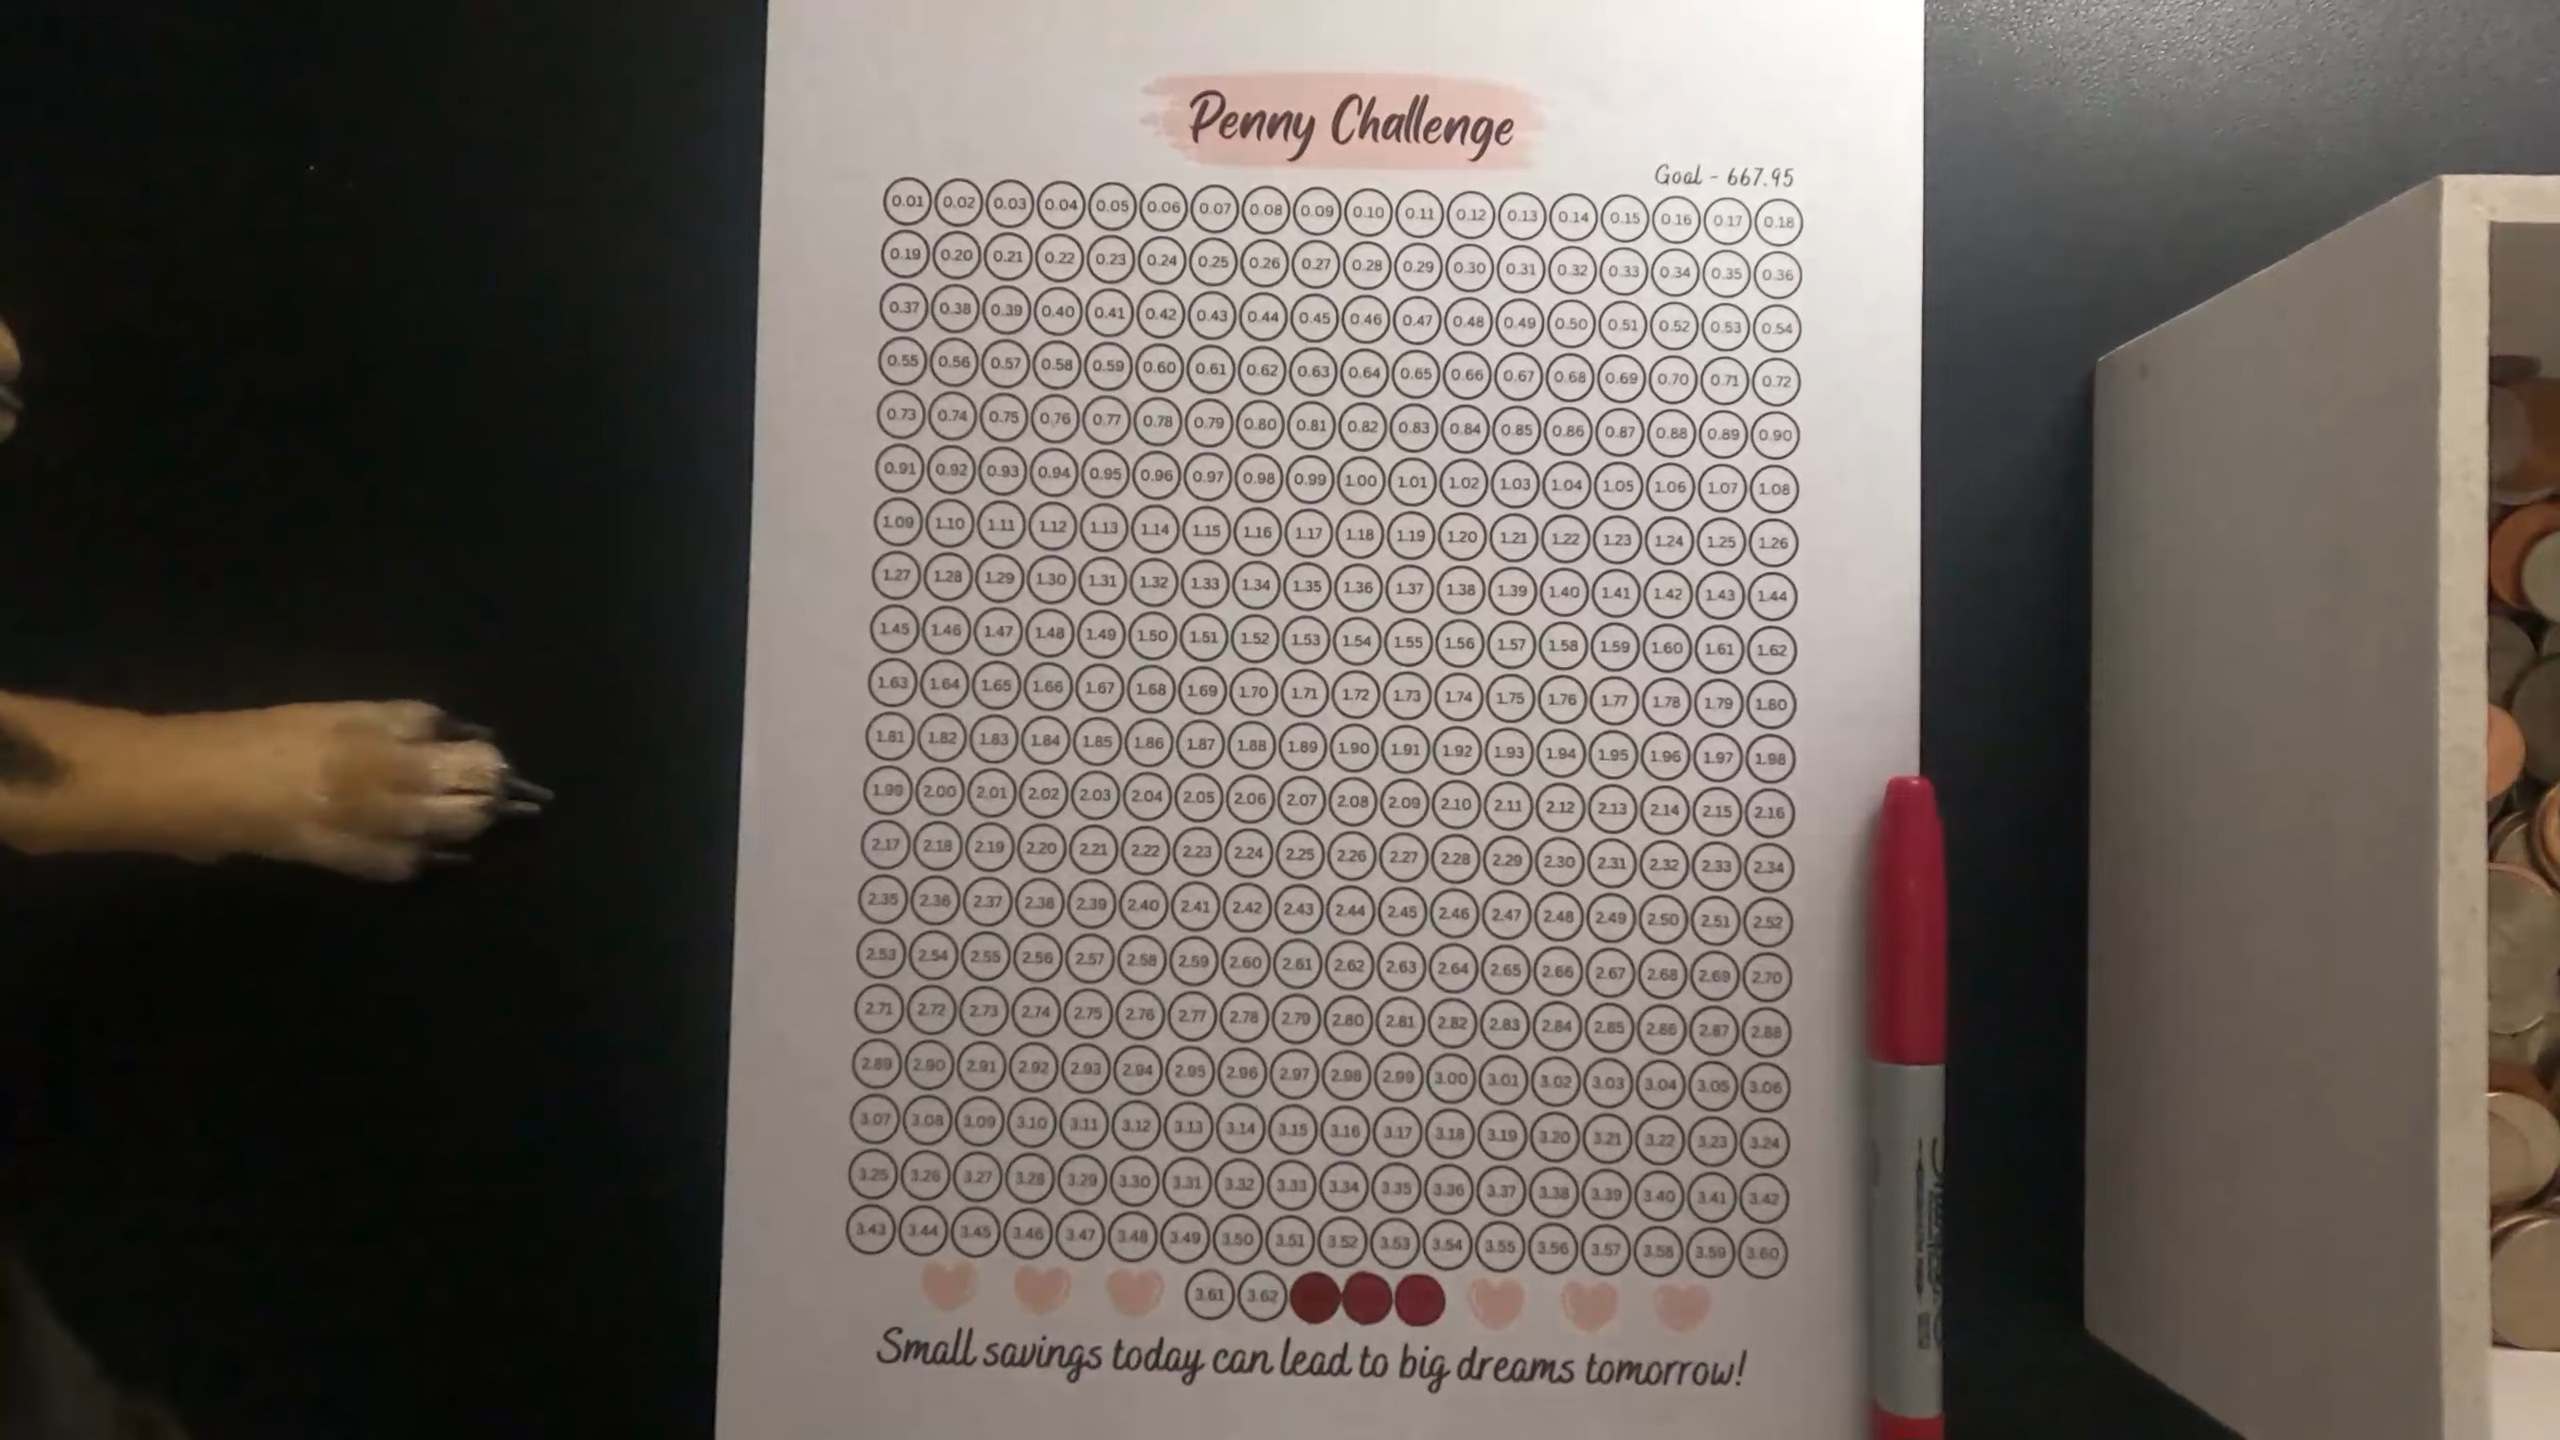 Penny Challenge
Goal - 667.95
0.01 0.02 0.03 0.04 0.05 0.06 0.07 0.08 0.09 0.10 0.11 0.12 0.13 0.14 0.15 0.16 0.17 0.18
0.19 0.20 0.21 0.22 0.23 0.24 0.25 0.26 0.27 0.28 0.29 0.30 0.31 0.32 0.33 0.34 0.35 0.36
0.37 0.38 0.39 0.40 0.41 0.42 0.43 0.44 0.45 0.46 0.47 0.48 0.49 0.50 0.51 0.52 0.53 0.54
0.55 0.56 0.57 0.58 0.59 0.60 0.61 0.62 0.63 0.64 0.65 0.66 0.67 0.68 0.69 0.70 0.71 0.72
0.73 0.74 0.75 0.76 0.77 0.78 0.79 0.80 0.81 0.82 0.83 0.84 0.85 0.86 0.87 0.88 0.89 0.90
0.91 0.92 0.93 0.94 0.95 0.96 0.97 0.98 0.99 1.00 1.01 1.02 1.03 1.04 1.05 1.06 1.07 1.08
1.09 1.10 1.11 1.12 1.13 1.14 1.15 1.16 1.17 1.18 1.19 1.20 1.21 1.22 1.23 1.24 1.25 1.26
1.27 1.28 1.29 1.30 1.31 1.32 1.33 1.34 1.35 1.36 1.37 1.38 1.39 1.40 1.41 1.42 1.43 1.44
1.45 1.46 1.47 1.48 1.49 1.50 1.51 1.52 1.53 1.54 1.55 1.56 1.57 1.58 1.59 1.60 1.61 1.62
1.63 1.64 1.65 1.66 1.67 1.68 1.69 1.70 1.71 1.72 1.73 1.74 1.75 1.76 1.77 1.78 1.79 1.80
1.81 1.82 1.83 1.84 1.85 1.86 1.87 1.88 1.89 1.90 1.91 1.92 1.93 1.94 1.95 1.96 1.97 1.98
1.99 2.00 2.01 2.02 2.03 2.04 2.05 2.06 2.07 2.08 2.09 2.10 2.11 2.12 2.13 2.14 2.15 2.16
2.17 2.18 2.19 2.20 2.21 2.22 2.23 2.24 2.25 2.26 2.27 2.28 2.29 2.30 2.31 2.32 2.33 2.34
2.35 2.36 2.37 2.38 2.39 2.40 2.41 2.42 2.43 2.44 2.45 2.46 2.47 2.48 2.49 2.50 2.51 2.52
2.53 2.54 2.55 2.56 2.57 2.58 2.59 2.60 2.61 2.62 2.63 2.64 2.65 2.66 2.67 2.68 2.69 2.70
2.71 2.72 2.73 2.74 2.75 2.76 2.77 2.78 2.79 2.80 2.81 2.82 2.83 2.84 2.85 2.86 2.87 2.88
2.89 2.90 2.91 2.92 2.93 2.94 2.95 2.96 2.97 2.98 2.99 3.00 3.01 3.02 3.03 3.04 3.05 3.06
3.07 3.08 3.09 3.10 3.11 3.12 3.13 3.14 3.15 3.16 3.17 3.18 3.19 3.20 3.21 3.22 3.23 3.24
3.25 3.26 3.27 3.28 3.29 3.30 3.31 3.32 3.33 3.34 3.35 3.36 3.37 3.38 3.39 3.40 3.41 3.42
3.43 3.44 3.45 3.46 3.47 3.48 3.49 3.50 3.51 3.52 3.53 3.54 3.55 3.56 3.57 3.58 3.59 3.60
3.61 3.62
Small savings today can lead to big dreams tomorrow!